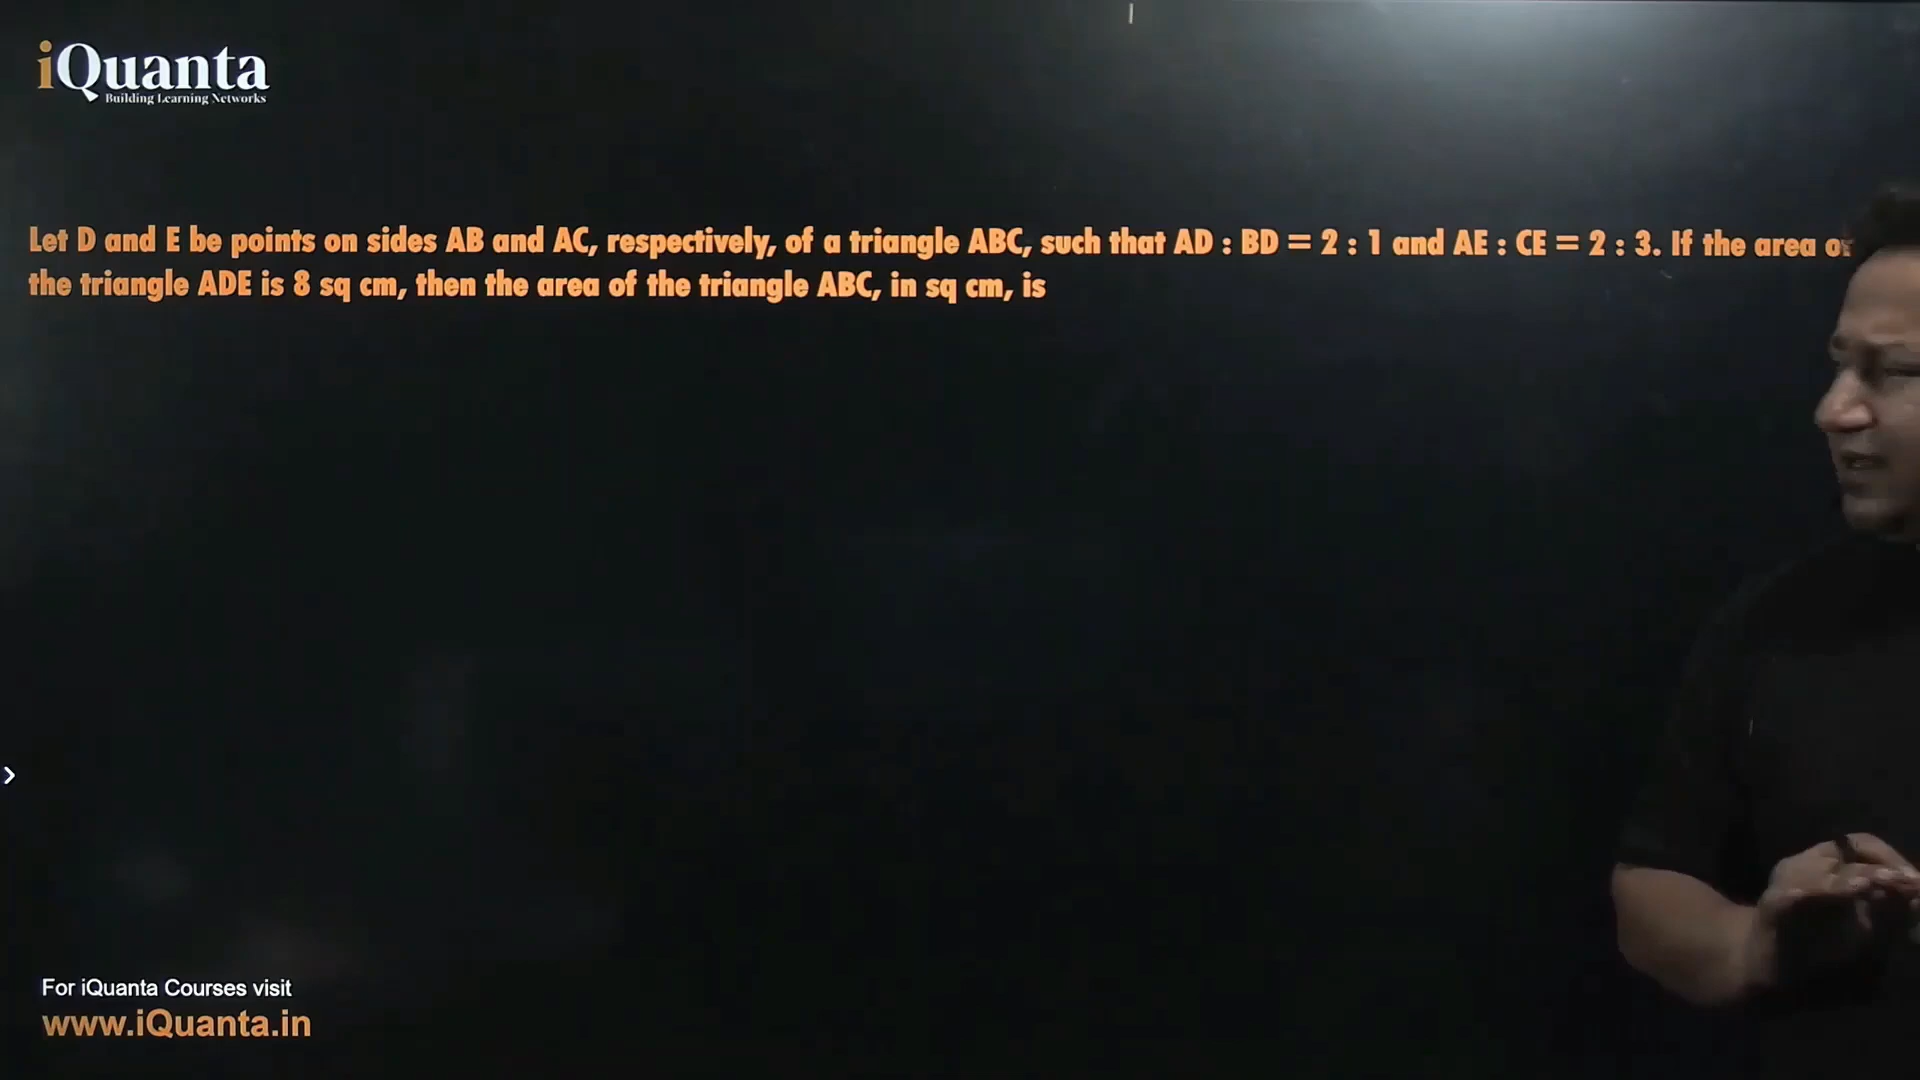 iQuanta
Building Learning Networks
Let D and E be points on sides AB and AC, respectively, of a triangle ABC, such that AD : BD = 2 : 1 and AE : CE = 2 : 3. If the area of
the triangle ADE is 8 sq cm, then the area of the triangle ABC, in sq cm, is
For iQuanta Courses visit
www.iQuanta.in